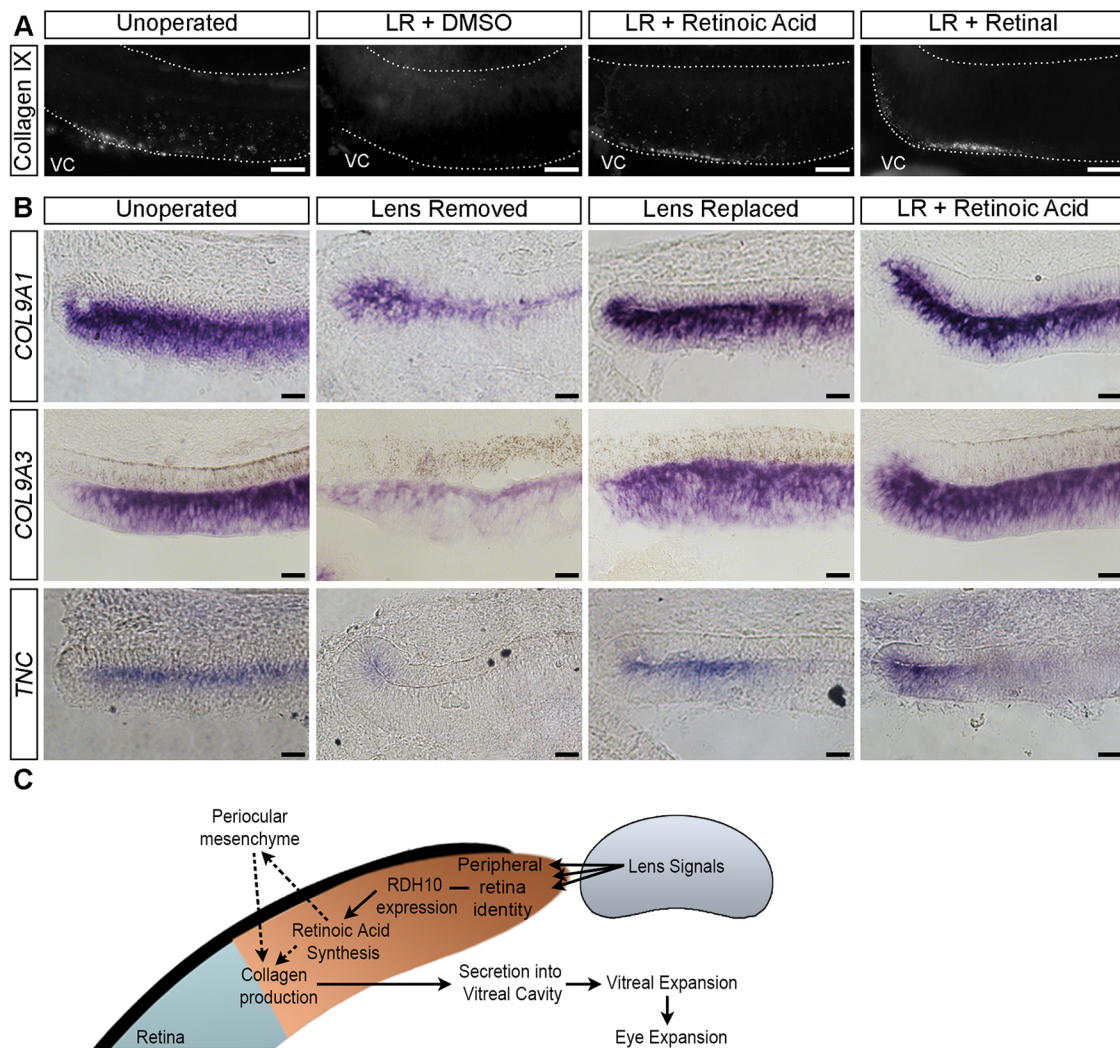 A
Unoperated
LR + DMSO
LR + Retinoic Acid
LR + Retinal
Collagen IX
VC
VC
VC
VC
B
Unoperated
Lens Removed
Lens Replaced
LR + Retinoic Acid
COL9A1
COL9A3
TNC
C
Periocular
mesenchyme
Peripheral
retina
identity
Lens Signals
RDH10
expression
Retinoic Acid
Synthesis
Collagen
production
Secretion into
Vitreal Cavity
Vitreal Expansion
Eye Expansion
Retina